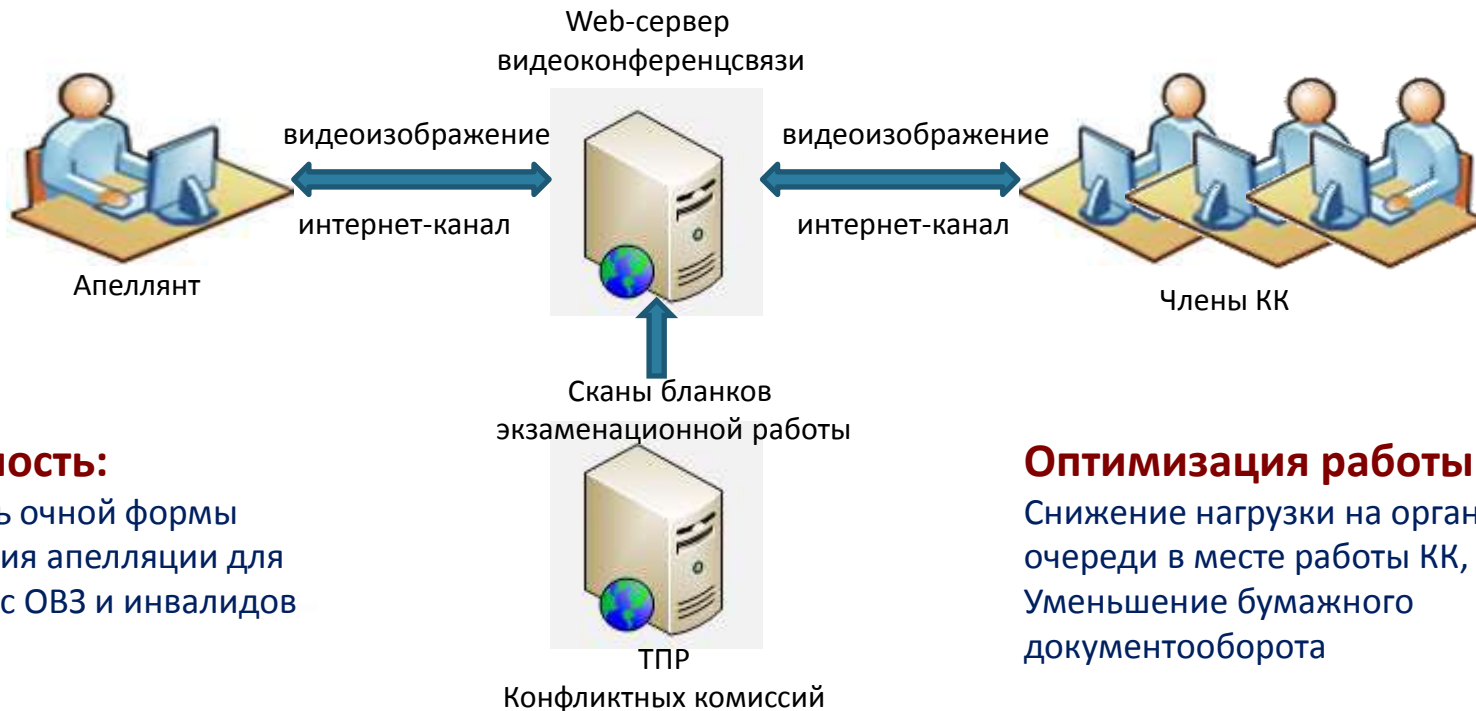 Web-сервер
видеоконференцсвязи
видеоизображение
видеоизображение
интернет-канал
интернет-канал
Апеллянт
Члены КК
Сканы бланков
экзаменационной работы
ность:
ь очной формы
ия апелляции для
с ОВЗ и инвалидов
Оптимизация работы
Снижение нагрузки на орган
очереди в месте работы КК,
Уменьшение бумажного
документооборота
ТПР
Конфликтных комиссий